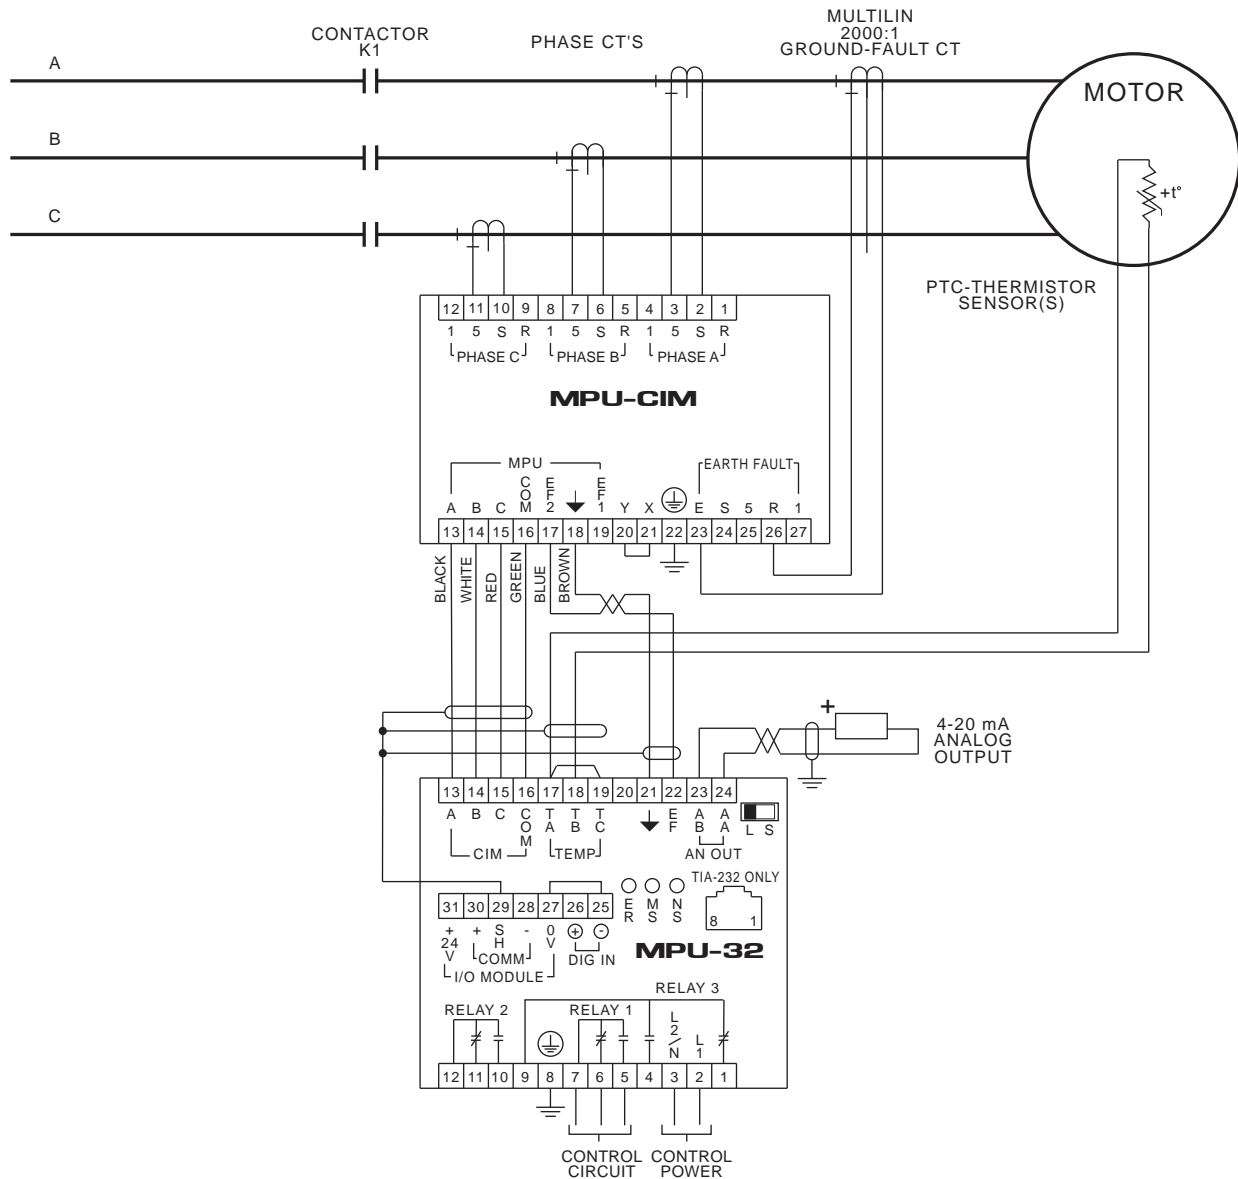 CONTACTOR
K1
PHASE CT'S
MULTILIN
2000:1
GROUND-FAULT CT
A
B
C
MOTOR
+t°
PTC-THERMISTOR
SENSOR(S)
12 11 10 9 8 7 6 5 4 3 2 1
1 5 S R 1 5 S R 1 5 S R
PHASE C PHASE B PHASE A
MPU-CIM
MPU
EARTH FAULT
A B C COM EF2 EF1 Y X E S 5 R 1
13 14 15 16 17 18 19 20 21 22 23 24 25 26 27
BLACK
WHITE
RED
GREEN
BLUE
BROWN
+
4-20 mA
ANALOG
OUTPUT
13 14 15 16 17 18 19 20 21 22 23 24
A B C COM TA TB TC EF AB AA
L S
CIM TEMP AN OUT
TIA-232 ONLY
8 1
ER MS NS
31 30 29 28 27 26 25
+24V + SH - 0V + -
COMM
DIG IN
I/O MODULE
MPU-32
RELAY 3
RELAY 2 RELAY 1
L2/N L1
12 11 10 9 8 7 6 5 4 3 2 1
CONTROL
CIRCUIT
CONTROL
POWER